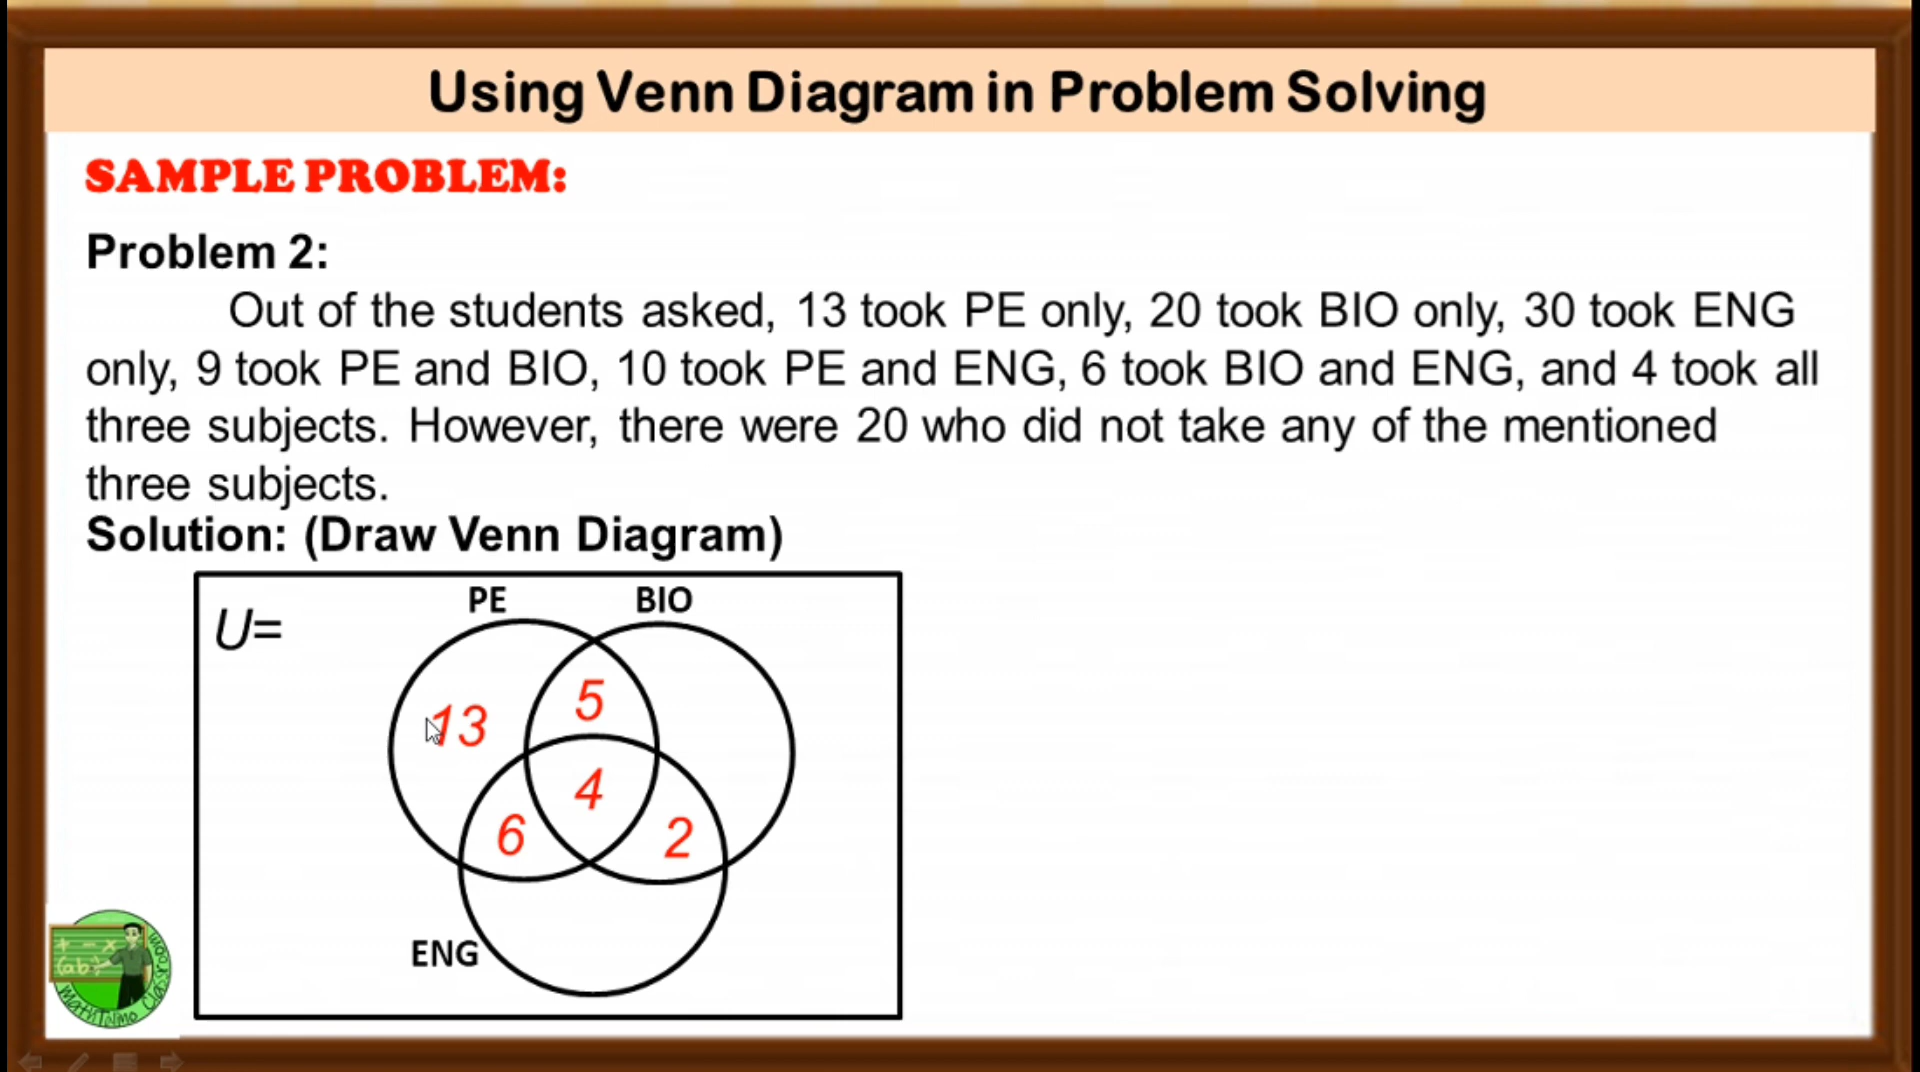 Using Venn Diagram in Problem Solving
SAMPLE PROBLEM:
Problem 2:
Out of the students asked, 13 took PE only, 20 took BIO only, 30 took ENG
only, 9 took PE and BIO, 10 took PE and ENG, 6 took BIO and ENG, and 4 took all
three subjects. However, there were 20 who did not take any of the mentioned
three subjects.
Solution: (Draw Venn Diagram)
PE BIO
U=
5
13
4
6 2
ENG
+ - x
(ab)
MathTalino Classroom